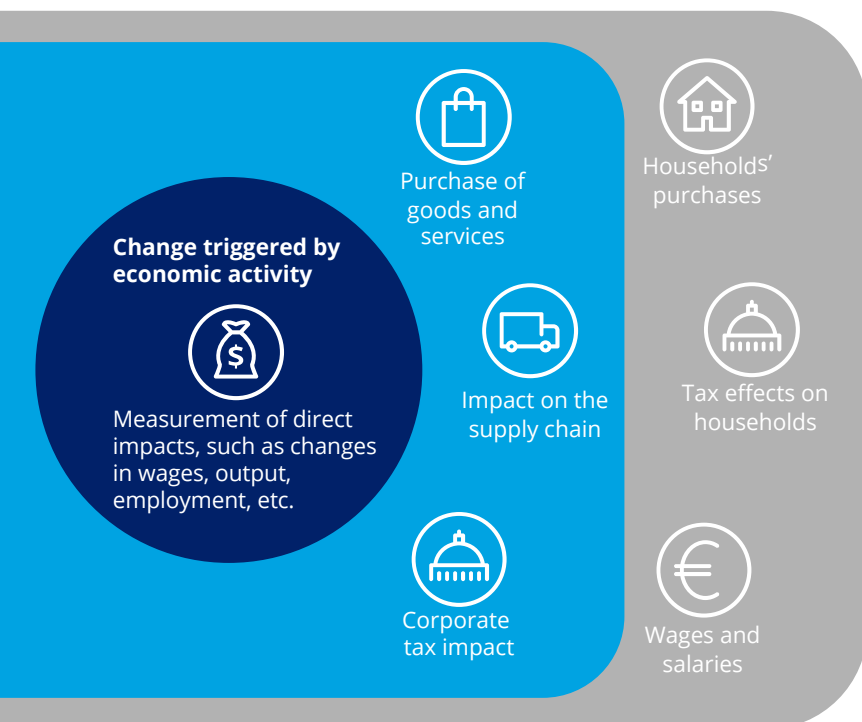 Change triggered by
economic activity
$
Measurement of direct
impacts, such as changes
in wages, output,
employment, etc.
Purchase of
goods and
services
Impact on the
supply chain
Corporate
tax impact
Households’
purchases
Tax effects on
households
€
Wages and
salaries